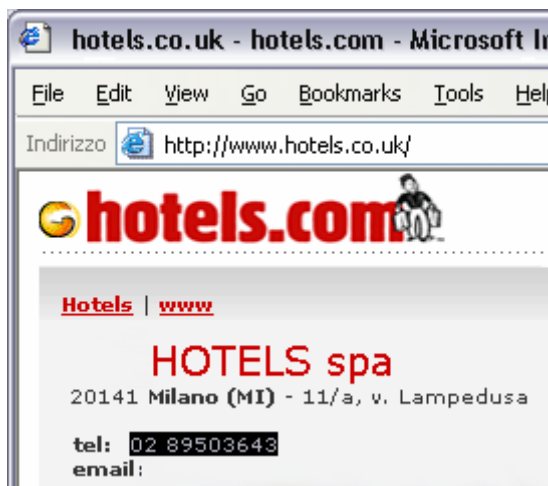 hotels.co.uk - hotels.com - Microsoft I
File Edit View Go Bookmarks Tools Help
Indirizzo http://www.hotels.co.uk/
hotels.com
Hotels | www
HOTELS spa
20141 Milano (MI) - 11/a, v. Lampedusa
tel: 02 89503643
email: